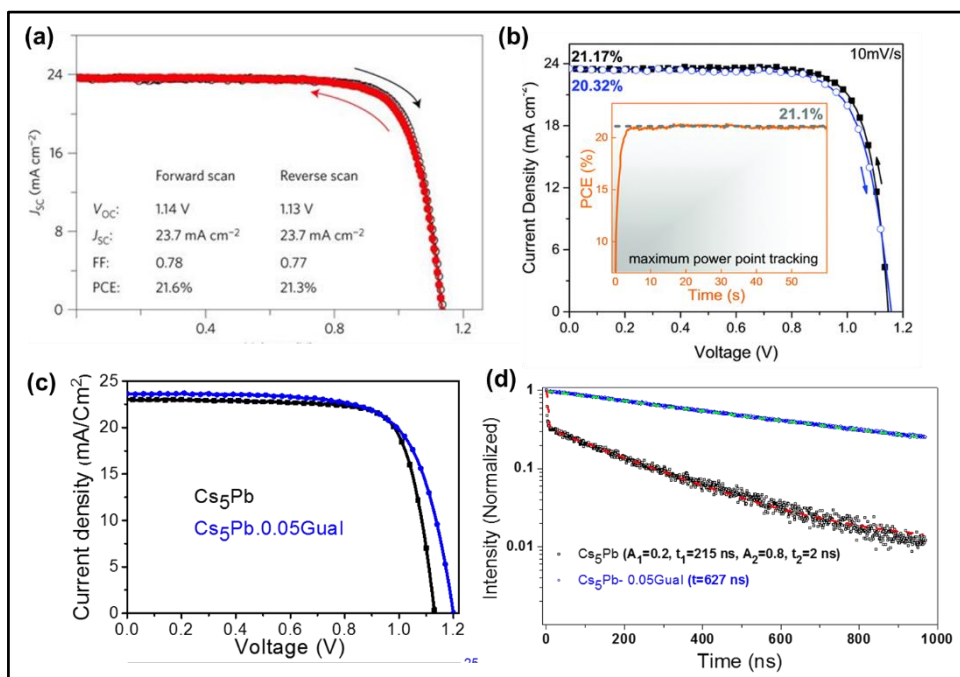 (a)
24
16
8
0
J_SC (mA cm⁻²)
Forward scan Reverse scan
V_OC: 1.14 V 1.13 V
J_SC: 23.7 mA cm⁻² 23.7 mA cm⁻²
FF: 0.78 0.77
PCE: 21.6% 21.3%
0.4 0.8 1.2
(b)
10mV/s
21.17%
20.32%
24
18
12
6
0
Current Density (mA cm⁻²)
21.1%
20
15
10
PCE (%)
maximum power point tracking
0 10 20 30 40 50
Time (s)
0.0 0.2 0.4 0.6 0.8 1.0 1.2
Voltage (V)
(c)
25
20
15
10
5
0
Current density (mA/Cm²)
Cs₅Pb
Cs₅Pb.0.05Gual
0.0 0.2 0.4 0.6 0.8 1.0 1.2
Voltage (V)
(d)
1
0.1
0.01
Intensity (Normalized)
Cs₅Pb (A₁=0.2, t₁=215 ns, A₂=0.8, t₂=2 ns)
Cs₅Pb- 0.05Gual (t=627 ns)
0 200 400 600 800 1000
Time (ns)